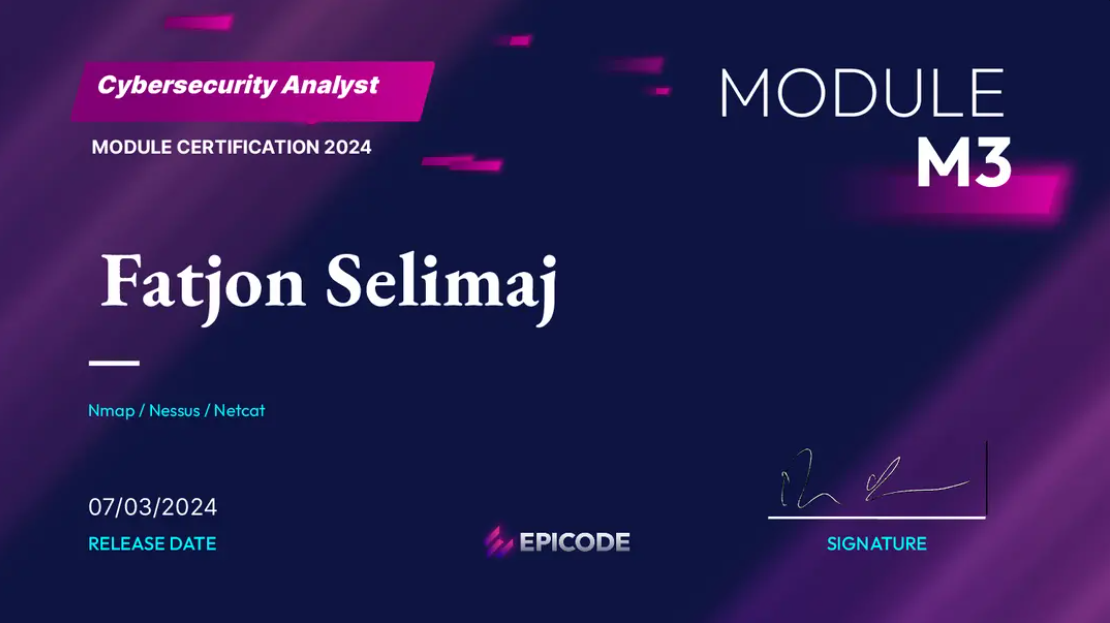 Cybersecurity Analyst
MODULE CERTIFICATION 2024
MODULE
M3
Fatjon Selimaj
Nmap / Nessus / Netcat
07/03/2024
RELEASE DATE
EPICODE
SIGNATURE